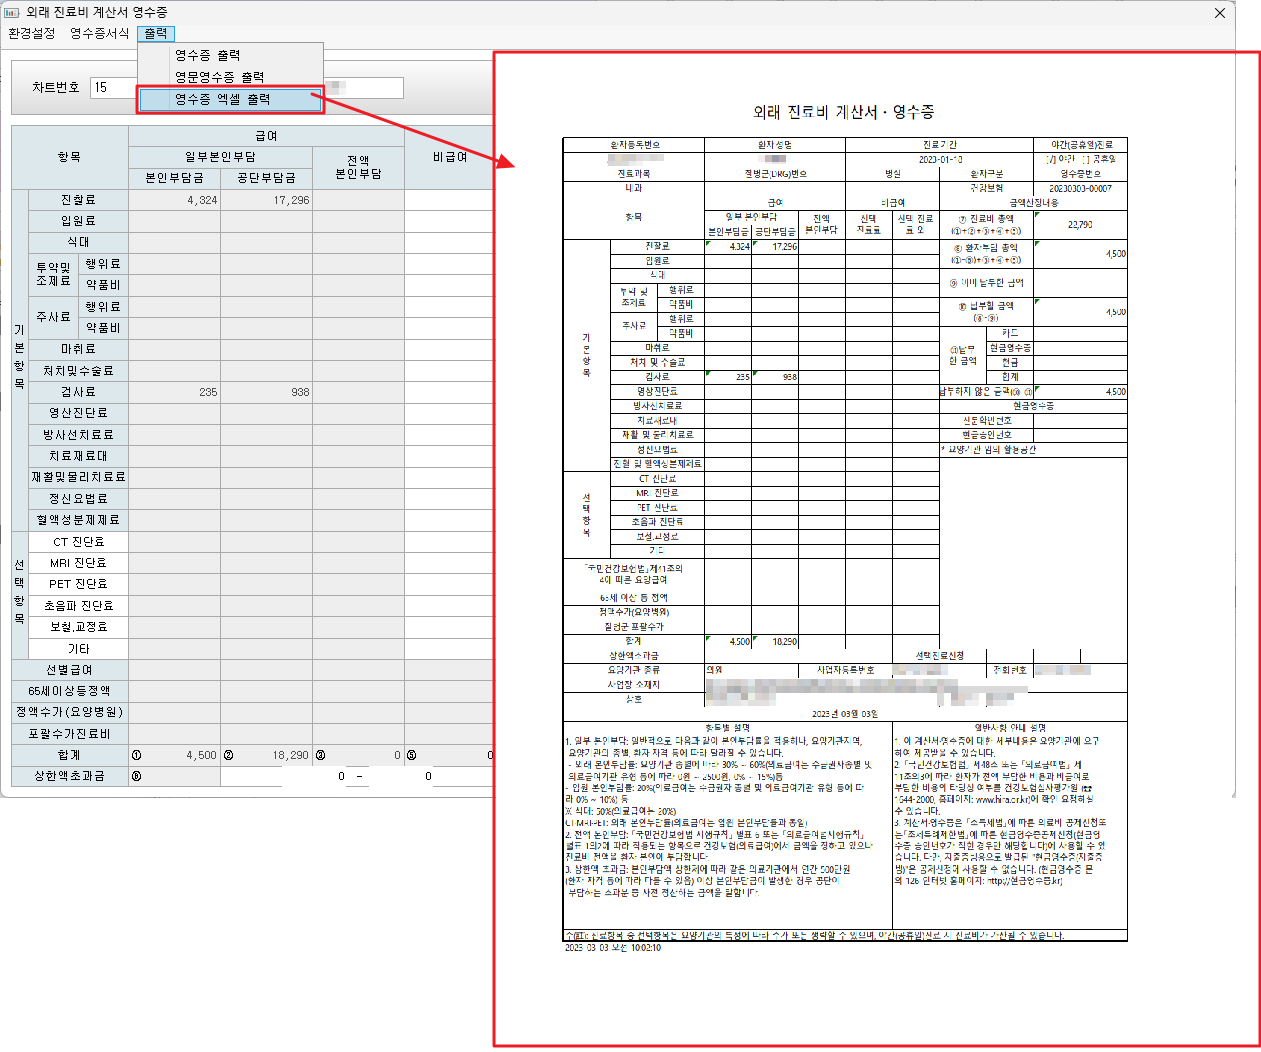 외래 진료비 계산서 영수증
환경설정 영수증서식 출력
영수증 출력
영문영수증 출력
영수증 엑셀 출력
차트번호 15
항목 급여 비급여
일부본인부담 전액
본인부담
본인부담금 공단부담금
기본항목
진찰료 4,324 17,296
입원료
식대
투약및
조제료 행위료
약품비
주사료 행위료
약품비
마취료
처치및수술료
검사료 235 938
영산진단료
방사선치료료
치료재료대
재활및물리치료료
정신요법료
혈액성분제제료
선택항목
CT 진단료
MRI 진단료
PET 진단료
초음파 진단료
보철,교정료
기타
선별급여
65세이상등정액
정액수가(요양병원)
포괄수가진료비
합계 ① 4,500 ② 18,290 ③ 0 ⑤ 0
상한액초과금 ⑥ 0 - 0
외래 진료비 계산서 · 영수증
환자등록번호 환자성명 진료기간 야간(공휴일)진료
2023-01-18 [√] 야간 [ ] 공휴일
진료과목 질병군(DRG)번호 병실 환자구분 영수증번호
내과 건강보험 20230303-00007
항목 급여 비급여 금액산정내용
일부 본인부담 전액
본인부담 선택
진료료 선택 진료
료 외
본인부담금 공단부담금
⑦ 진료비 총액
(①+②+③+④+⑤) 22,790
⑧ 환자부담 총액
(①-⑥)+③+④+⑤) 4,500
⑨ 이미 납부한 금액
⑩ 납부할 금액
(⑧-⑨) 4,500
⑪납부
한 금액 카드
현금영수증
현금
합계
납부하지 않은 금액(⑩-⑪) 4,500
현금영수증
신분확인번호
현금승인번호
* 요양기관 임의 활용공간
기본항목
진찰료 4,324 17,296
입원료
식대
투약 및
조제료 행위료
약품비
주사료 행위료
약품비
마취료
처치 및 수술료
검사료 235 938
영상진단료
방사선치료료
치료재료대
재활 및 물리치료료
정신요법료
전혈 및 혈액성분제제료
선택항목
CT 진단료
MRI 진단료
PET 진단료
초음파 진단료
보철,교정료
기타
「국민건강보험법」제41조의
4에 따른 요양급여
65세 이상 등 정액
정액수가(요양병원)
질병군 포괄수가
합계 4,500 18,290
상한액초과금 선택진료신청
요양기관 종류 의원 사업자등록번호 전화번호
사업장 소재지
상호
2023년 03월 03일
항목별 설명
1. 일부 본인부담: 일반적으로 다음과 같이 본인부담률을 적용하나, 요양기관지역,
요양기관의 종별, 환자 자격 등에 따라 달라질 수 있습니다.
- 외래 본인부담률: 요양기관 종별에 따라 30% ~ 60%(의료급여는 수급권자종별 및
의료급여기관 유형 등에 따라 0원 ~ 2500원, 0% ~ 15%)등
- 입원 본인부담률: 20%(의료급여는 수급권자 종별 및 의료급여기관 유형 등에 따
라 0% ~ 10%) 등
※ 식대: 50%(의료급여는 20%)
CT·MRI·PET: 외래 본인부담률(의료급여는 입원 본인부담률과 동일)
2. 전액 본인부담: 「국민건강보험법 시행규칙」 별표 6 또는 「의료급여법시행규칙」
별표 1의2에 따라 적용되는 항목으로 건강보험(의료급여)에서 금액을 정하고 있으나
진료비 전액을 환자 본인이 부담합니다.
3. 상한액 초과금: 본인부담액 상한제에 따라 같은 의료기관에서 연간 500만원
(환자 자격 등에 따라 다를 수 있음) 이상 본인부담금이 발생한 경우 공단이
부담하는 초과분 중 사전 정산하는 금액을 말합니다.
일반사항 안내 설명
1. 이 계산서·영수증에 대한 세부내용은 요양기관에 요구
하여 제공받을 수 있습니다.
2. 「국민건강보험법」 제48조 또는 「의료급여법」 제
11조의3에 따라 환자가 전액 부담한 비용과 비급여로
부담한 비용의 타당성 여부를 건강보험심사평가원 (☎
1644-2000, 홈페이지: www.hira.or.kr)에 확인 요청하실
수 있습니다.
3. 계산서·영수증은 「소득세법」에 따른 의료비 공제신청또
는「조세특례제한법」에 따른 현금영수증공제신청(현금영
수증 승인번호가 적힌 경우만 해당합니다)에 사용할 수 있
습니다. 다만, 지출증빙용으로 발급된 "현금영수증(지출증
빙)"은 공제신청에 사용할 수 없습니다. (현금영수증 문
의 126 인터넷 홈페이지: http://현금영수증.kr)
진료항목 중 선택항목은 요양기관의 특성에 따라 추가 또는 생략할 수 있으며, 야간(공휴일)진료 시 진료비가 가산될 수 있습니다.
2023-03-03 오전 10:02:10